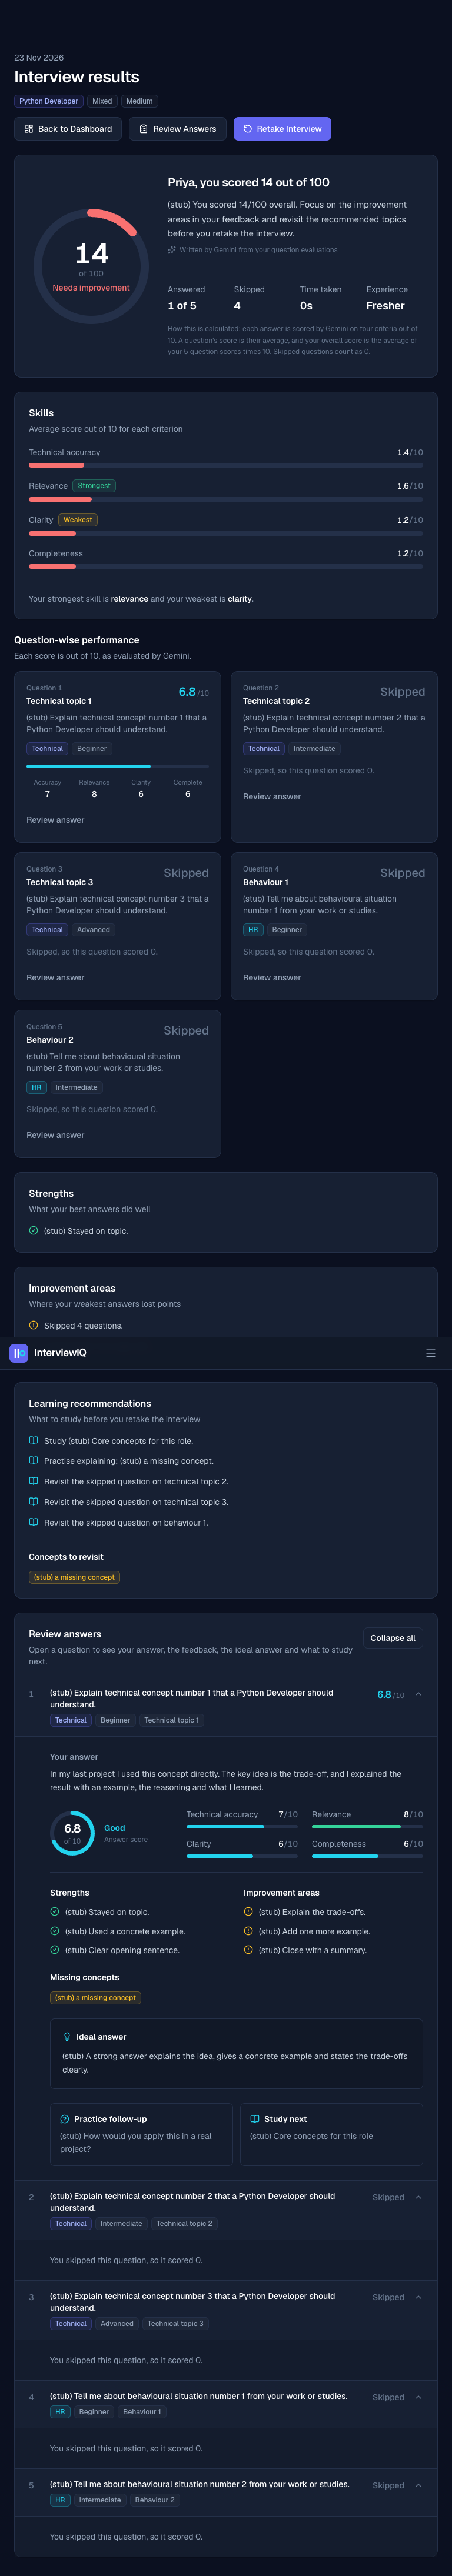 23 Nov 2026
Interview results
Python Developer Mixed Medium
Back to Dashboard Review Answers Retake Interview
14
of 100
Needs improvement
Priya, you scored 14 out of 100
(stub) You scored 14/100 overall. Focus on the improvement
areas in your feedback and revisit the recommended topics
before you retake the interview.
Written by Gemini from your question evaluations
Answered Skipped Time taken Experience
1 of 5 4 0s Fresher
How this is calculated: each answer is scored by Gemini on four criteria out of
10. A question's score is their average, and your overall score is the average of
your 5 question scores times 10. Skipped questions count as 0.
Skills
Average score out of 10 for each criterion
Technical accuracy 1.4/10
Relevance Strongest 1.6/10
Clarity Weakest 1.2/10
Completeness 1.2/10
Your strongest skill is relevance and your weakest is clarity.
Question-wise performance
Each score is out of 10, as evaluated by Gemini.
Question 1
Technical topic 1
6.8/10
(stub) Explain technical concept number 1 that a
Python Developer should understand.
Technical Beginner
Accuracy Relevance Clarity Complete
7 8 6 6
Review answer
Question 2
Technical topic 2
Skipped
(stub) Explain technical concept number 2 that a
Python Developer should understand.
Technical Intermediate
Skipped, so this question scored 0.
Review answer
Question 3
Technical topic 3
Skipped
(stub) Explain technical concept number 3 that a
Python Developer should understand.
Technical Advanced
Skipped, so this question scored 0.
Review answer
Question 4
Behaviour 1
Skipped
(stub) Tell me about behavioural situation
number 1 from your work or studies.
HR Beginner
Skipped, so this question scored 0.
Review answer
Question 5
Behaviour 2
Skipped
(stub) Tell me about behavioural situation
number 2 from your work or studies.
HR Intermediate
Skipped, so this question scored 0.
Review answer
Strengths
What your best answers did well
(stub) Stayed on topic.
Improvement areas
Where your weakest answers lost points
Skipped 4 questions.
InterviewIQ
Learning recommendations
What to study before you retake the interview
Study (stub) Core concepts for this role.
Practise explaining: (stub) a missing concept.
Revisit the skipped question on technical topic 2.
Revisit the skipped question on technical topic 3.
Revisit the skipped question on behaviour 1.
Concepts to revisit
(stub) a missing concept
Review answers
Open a question to see your answer, the feedback, the ideal answer and what to study
next.
Collapse all
1 (stub) Explain technical concept number 1 that a Python Developer should
understand.
6.8/10
Technical Beginner Technical topic 1
Your answer
In my last project I used this concept directly. The key idea is the trade-off, and I explained the
result with an example, the reasoning and what I learned.
6.8
of 10
Good
Answer score
Technical accuracy 7/10 Relevance 8/10
Clarity 6/10 Completeness 6/10
Strengths
(stub) Stayed on topic.
(stub) Used a concrete example.
(stub) Clear opening sentence.
Improvement areas
(stub) Explain the trade-offs.
(stub) Add one more example.
(stub) Close with a summary.
Missing concepts
(stub) a missing concept
Ideal answer
(stub) A strong answer explains the idea, gives a concrete example and states the trade-offs
clearly.
Practice follow-up
(stub) How would you apply this in a real
project?
Study next
(stub) Core concepts for this role
2 (stub) Explain technical concept number 2 that a Python Developer should
understand.
Skipped
Technical Intermediate Technical topic 2
You skipped this question, so it scored 0.
3 (stub) Explain technical concept number 3 that a Python Developer should
understand.
Skipped
Technical Advanced Technical topic 3
You skipped this question, so it scored 0.
4 (stub) Tell me about behavioural situation number 1 from your work or studies. Skipped
HR Beginner Behaviour 1
You skipped this question, so it scored 0.
5 (stub) Tell me about behavioural situation number 2 from your work or studies. Skipped
HR Intermediate Behaviour 2
You skipped this question, so it scored 0.